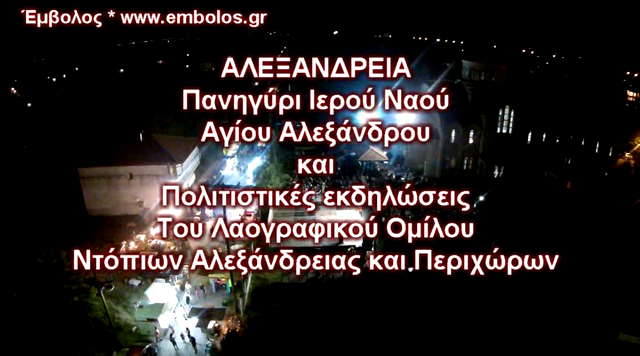 Έμβολος * www.embolos.gr
ΑΛΕΞΑΝΔΡΕΙΑ
Πανηγύρι Ιερού Ναού
Αγίου Αλεξάνδρου
και
Πολιτιστικές εκδηλώσεις
Του Λαογραφικού Ομίλου
Ντόπιων Αλεξάνδρειας και Περιχώρων